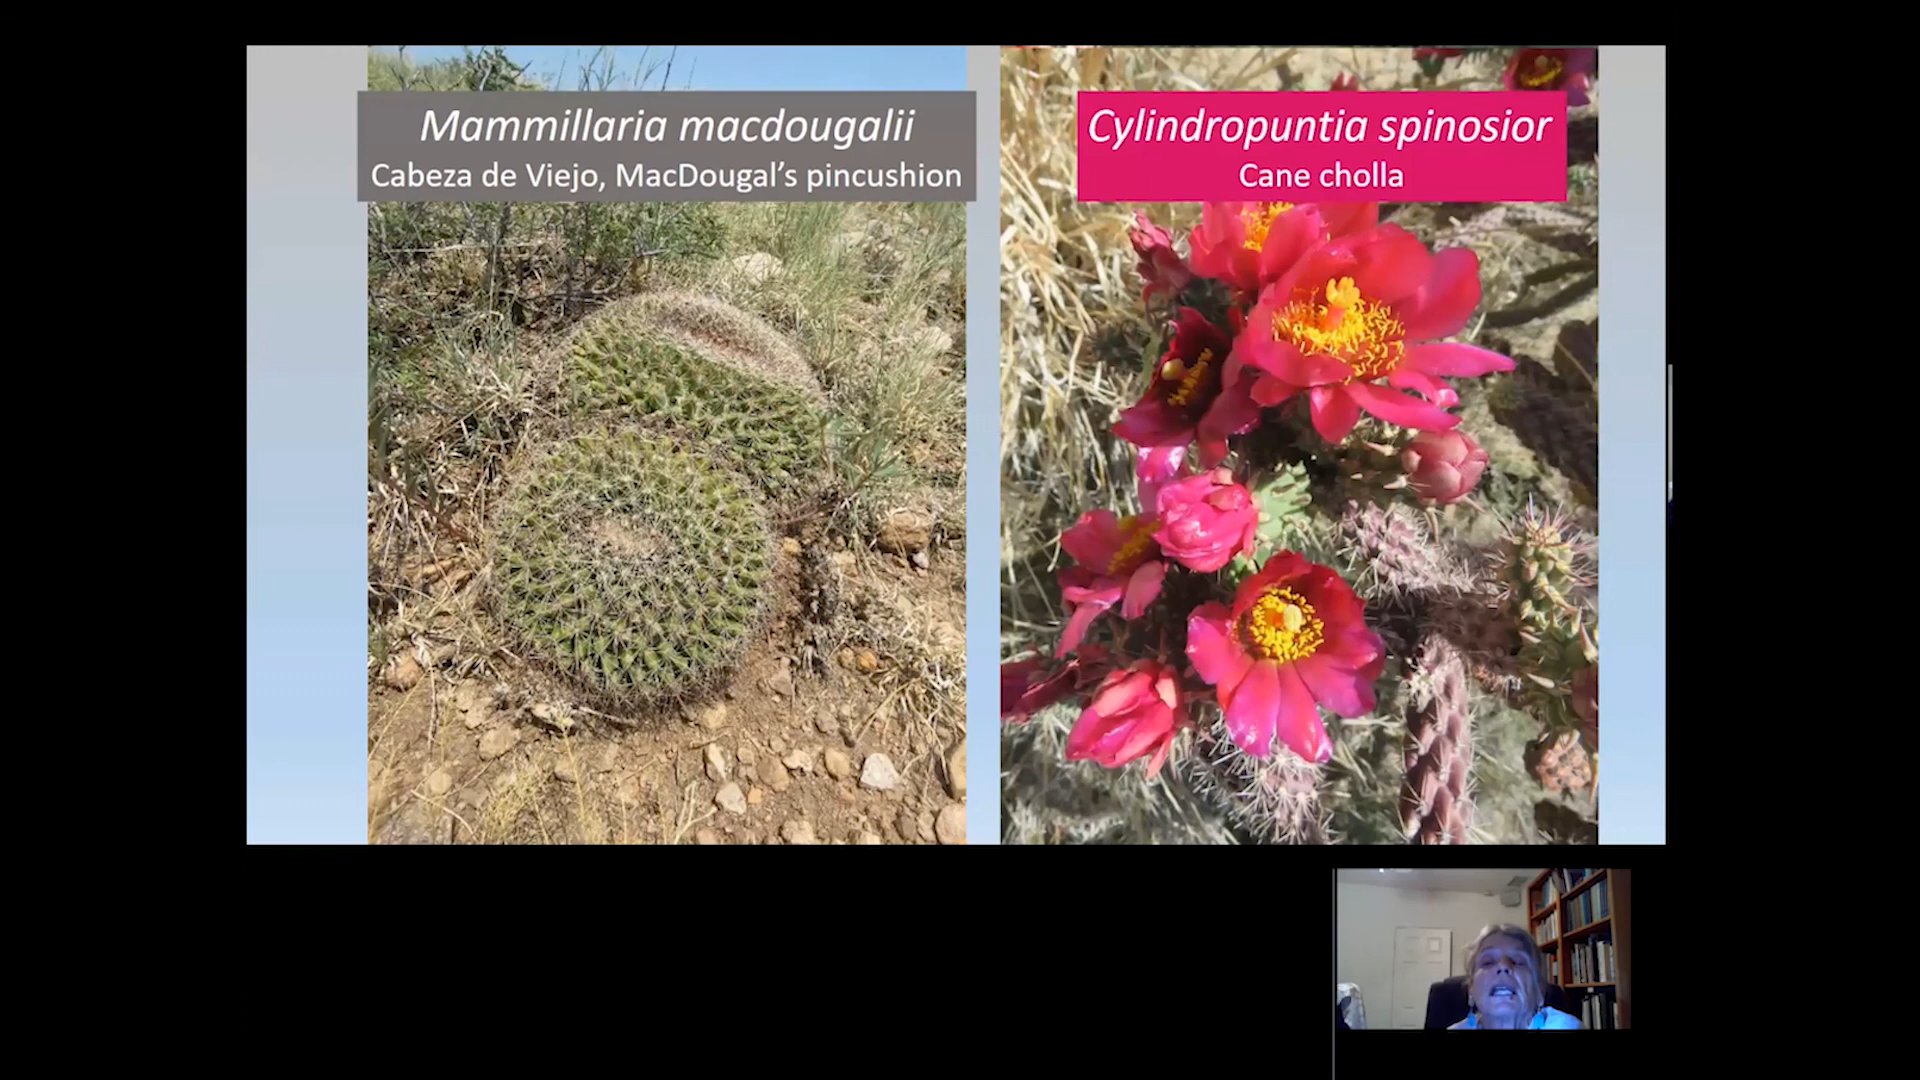 Mammillaria macdougalii
Cabeza de Viejo, MacDougal's pincushion
Cylindropuntia spinosior
Cane cholla